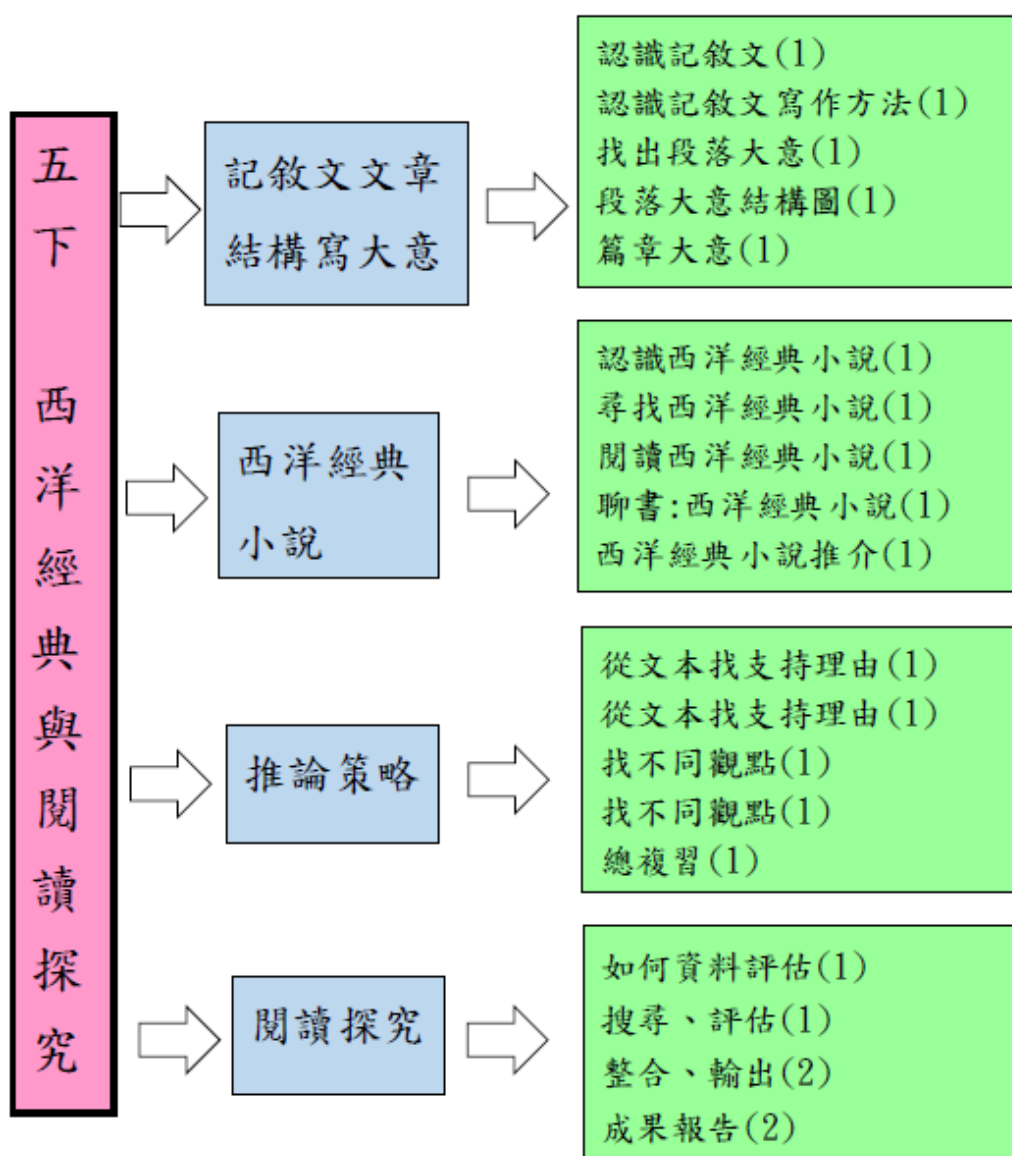 五下 西洋經典與閱讀探究
記敘文文章
結構寫大意
認識記敘文(1)
認識記敘文寫作方法(1)
找出段落大意(1)
段落大意結構圖(1)
篇章大意(1)
西洋經典
小說
認識西洋經典小說(1)
尋找西洋經典小說(1)
閱讀西洋經典小說(1)
聊書:西洋經典小說(1)
西洋經典小說推介(1)
推論策略
從文本找支持理由(1)
從文本找支持理由(1)
找不同觀點(1)
找不同觀點(1)
總複習(1)
閱讀探究
如何資料評估(1)
搜尋、評估(1)
整合、輸出(2)
成果報告(2)